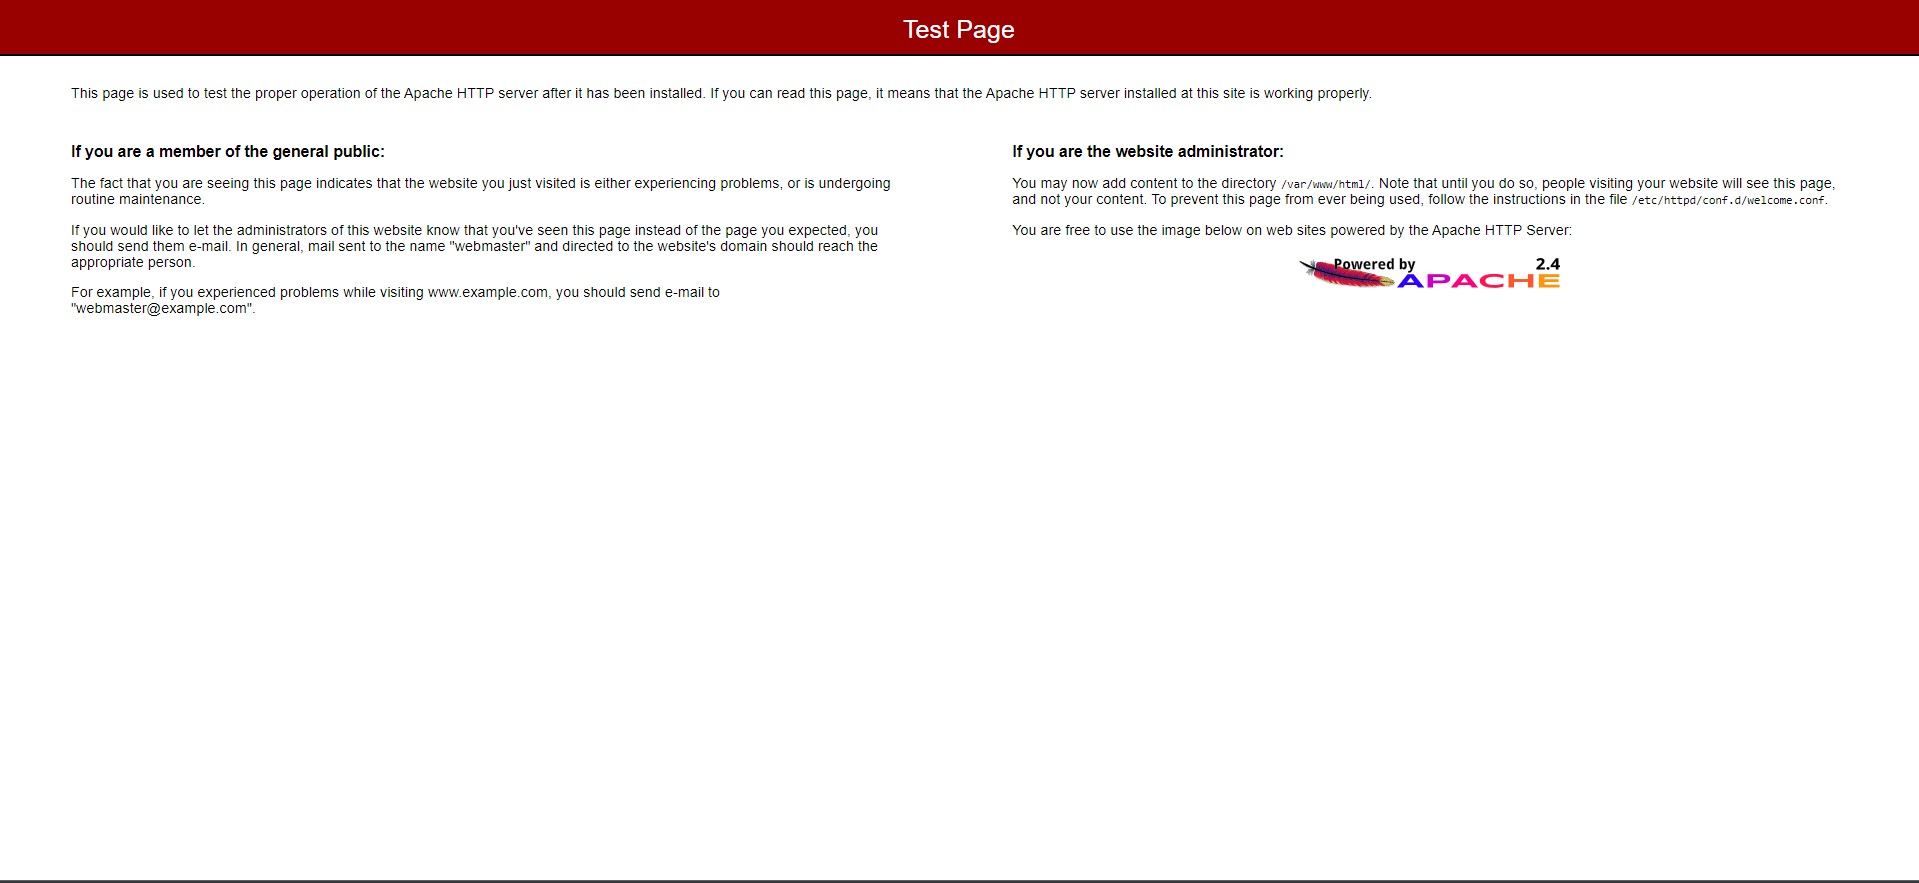 Test Page
This page is used to test the proper operation of the Apache HTTP server after it has been installed. If you can read this page, it means that the Apache HTTP server installed at this site is working properly.
If you are a member of the general public:
The fact that you are seeing this page indicates that the website you just visited is either experiencing problems, or is undergoing
routine maintenance.
If you would like to let the administrators of this website know that you've seen this page instead of the page you expected, you
should send them e-mail. In general, mail sent to the name "webmaster" and directed to the website's domain should reach the
appropriate person.
For example, if you experienced problems while visiting www.example.com, you should send e-mail to
"webmaster@example.com".
If you are the website administrator:
You may now add content to the directory /var/www/html/. Note that until you do so, people visiting your website will see this page,
and not your content. To prevent this page from ever being used, follow the instructions in the file /etc/httpd/conf.d/welcome.conf.
You are free to use the image below on web sites powered by the Apache HTTP Server:
Powered by 2.4
APACHE